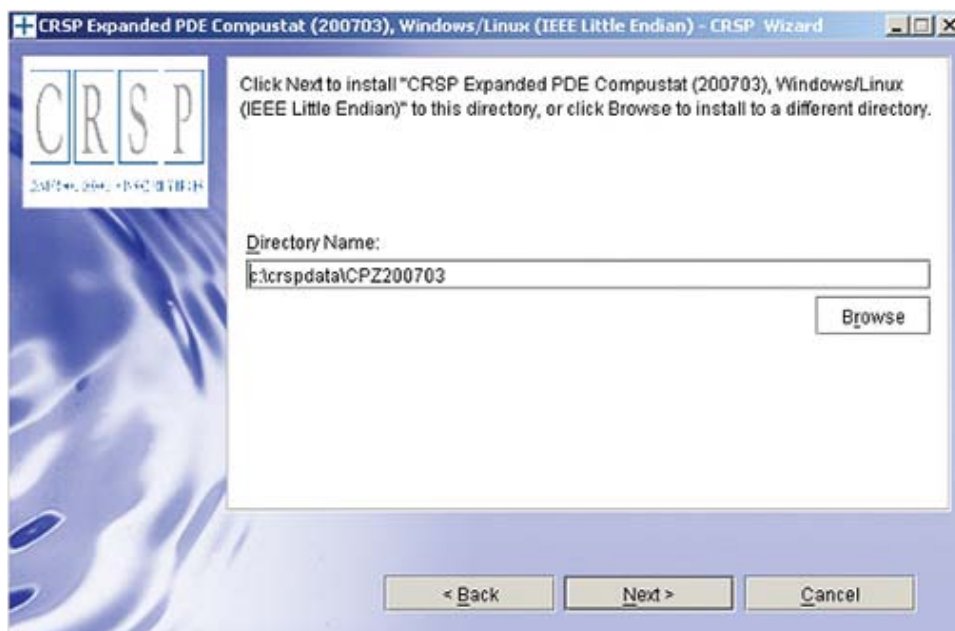 CRSP Expanded PDE Compustat (200703), Windows/Linux (IEEE Little Endian) - CRSP Wizard
CRSP
Click Next to install "CRSP Expanded PDE Compustat (200703), Windows/Linux
(IEEE Little Endian)" to this directory, or click Browse to install to a different directory.
Directory Name:
c:\crspdata\CPZ200703
Browse
< Back
Next >
Cancel